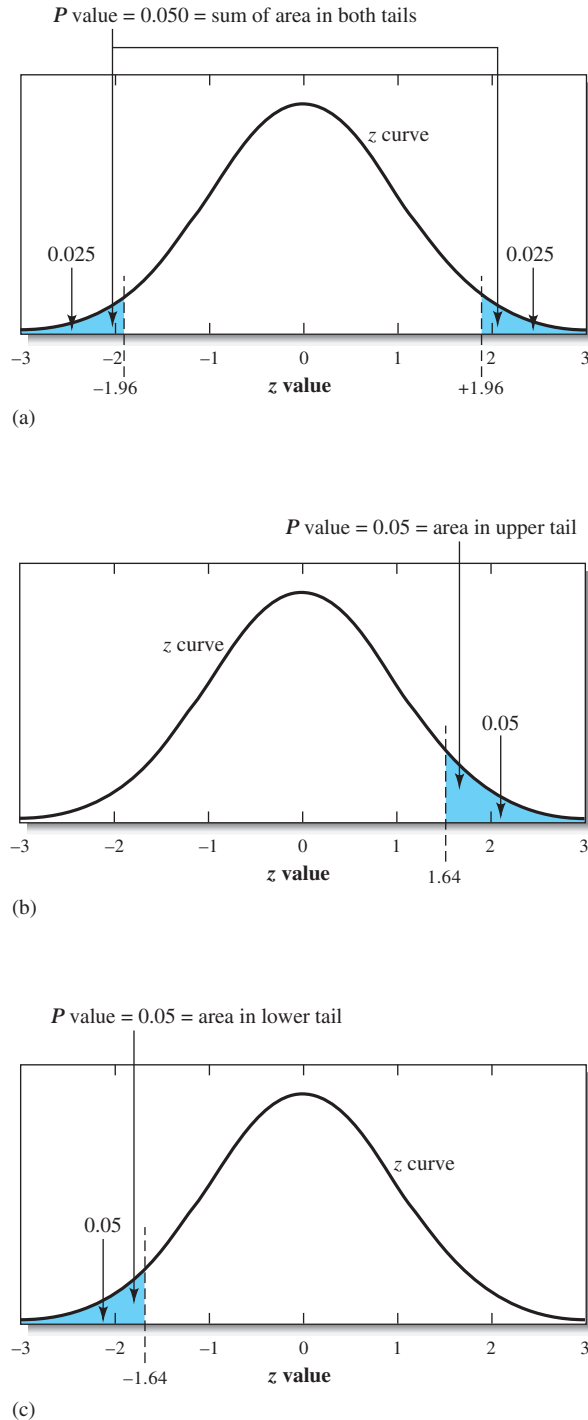 P value = 0.050 = sum of area in both tails
z curve
0.025 0.025
–3 –2 –1 0 1 2 3
–1.96 z value +1.96
(a)
P value = 0.05 = area in upper tail
z curve
0.05
–3 –2 –1 0 1 2 3
z value 1.64
(b)
P value = 0.05 = area in lower tail
z curve
0.05
–3 –2 –1 0 1 2 3
–1.64 z value
(c)